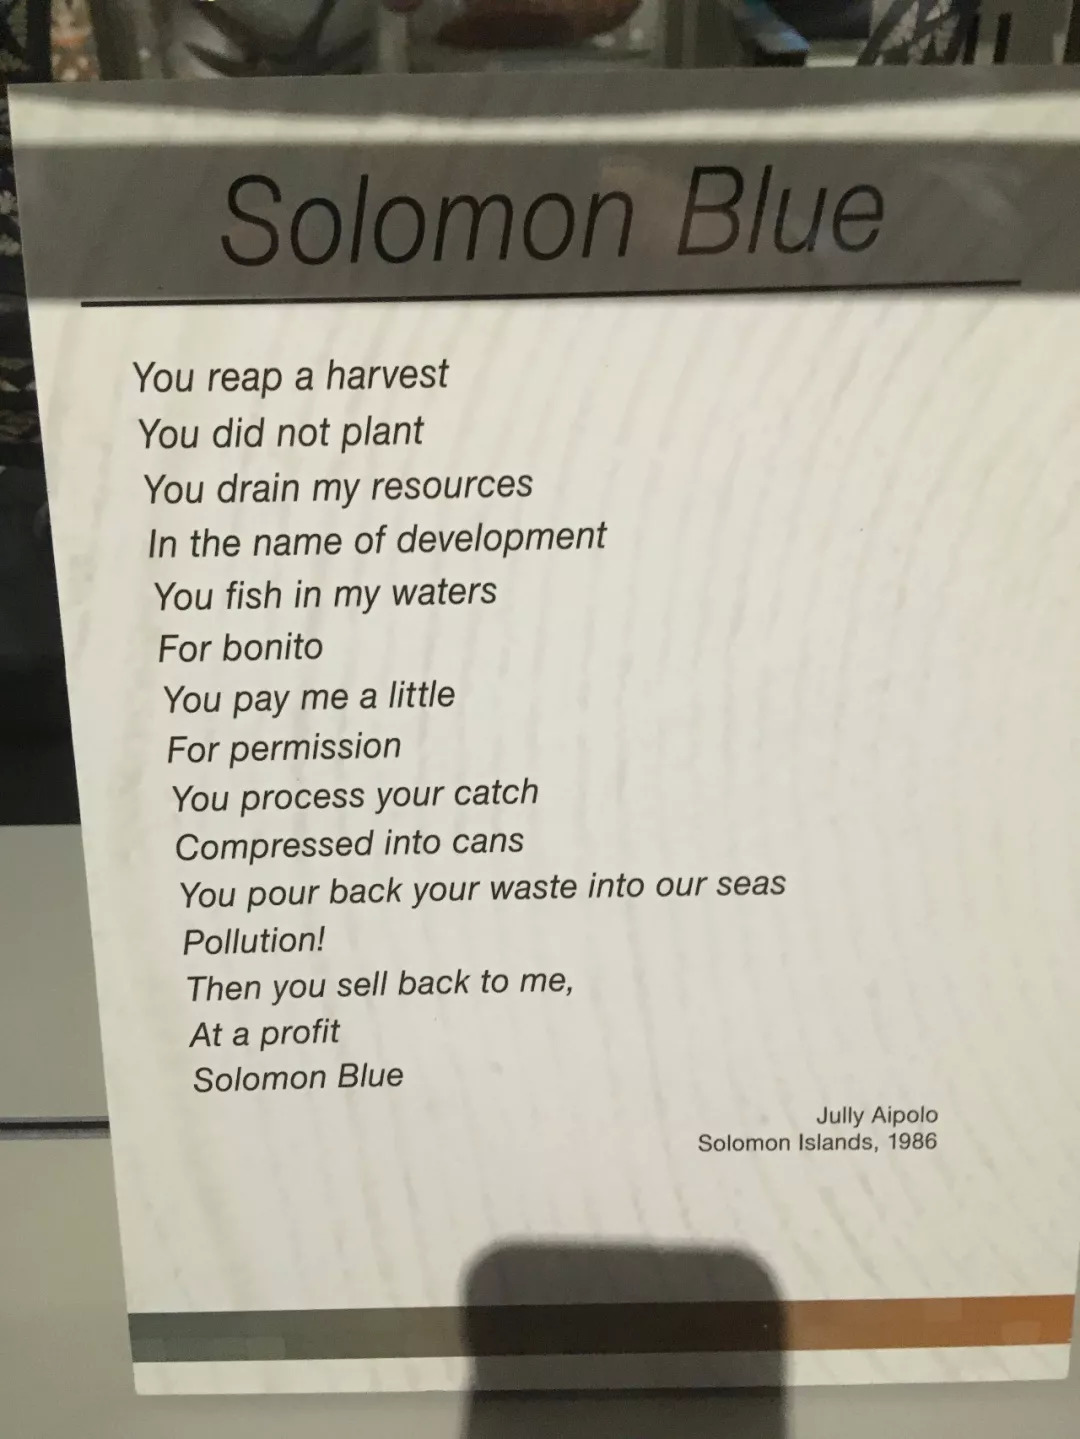 Solomon Blue
You reap a harvest
You did not plant
You drain my resources
In the name of development
You fish in my waters
For bonito
You pay me a little
For permission
You process your catch
Compressed into cans
You pour back your waste into our seas
Pollution!
Then you sell back to me,
At a profit
Solomon Blue
Jully Aipolo
Solomon Islands, 1986